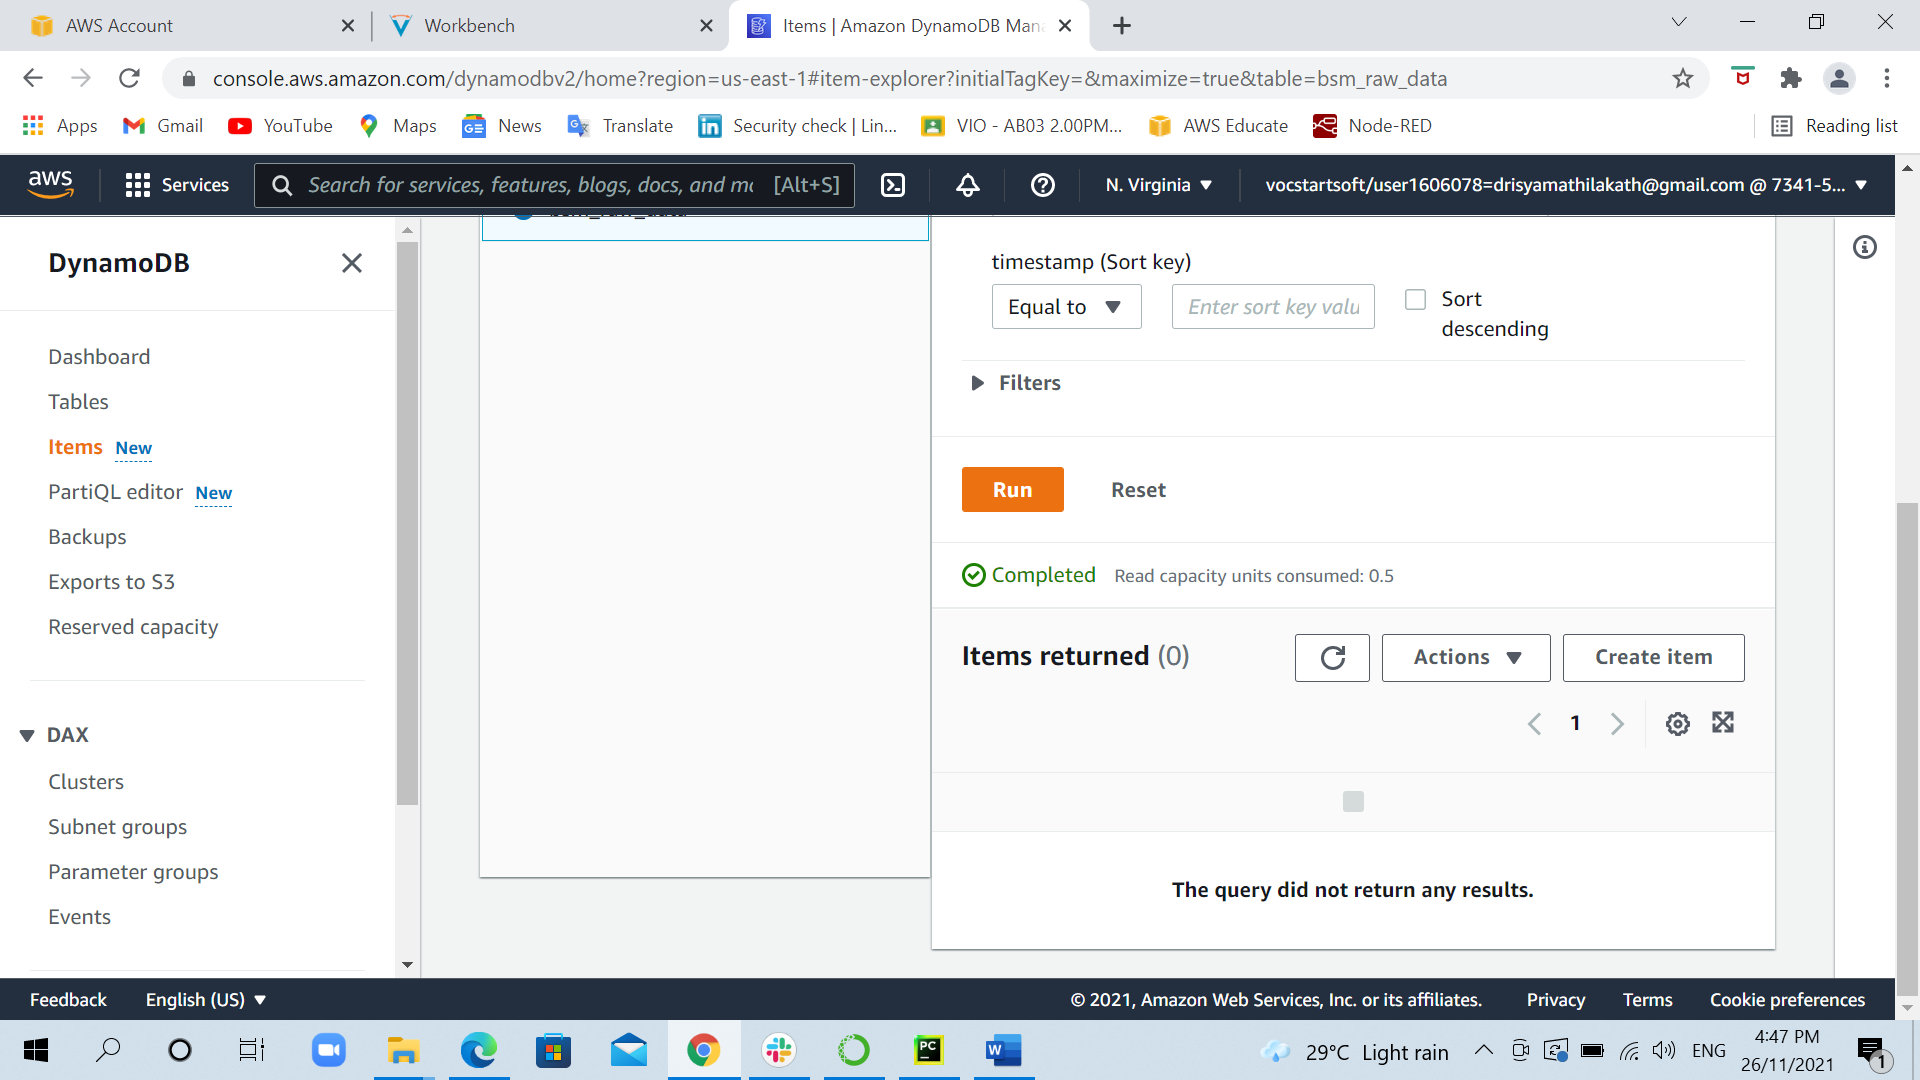 AWS Account
Workbench
Items | Amazon DynamoDB Man
console.aws.amazon.com/dynamodbv2/home?region=us-east-1#item-explorer?initialTagKey=&maximize=true&table=bsm_raw_data
Apps
Gmail
YouTube
Maps
News
Translate
Security check | Lin...
VIO - AB03 2.00PM...
AWS Educate
Node-RED
Reading list
aws
Services
Search for services, features, blogs, docs, and mo [Alt+S]
N. Virginia
vocstartsoft/user1606078=drisyamathilakath@gmail.com @ 7341-5...
bsm_raw_data
DynamoDB
Dashboard
Tables
Items New
PartiQL editor New
Backups
Exports to S3
Reserved capacity
DAX
Clusters
Subnet groups
Parameter groups
Events
timestamp (Sort key)
Equal to
Enter sort key valu
Sort
descending
Filters
Run
Reset
Completed
Read capacity units consumed: 0.5
Items returned (0)
Actions
Create item
1
The query did not return any results.
Feedback
English (US)
© 2021, Amazon Web Services, Inc. or its affiliates.
Privacy
Terms
Cookie preferences
PC
W
29°C Light rain
ENG
4:47 PM
26/11/2021
1